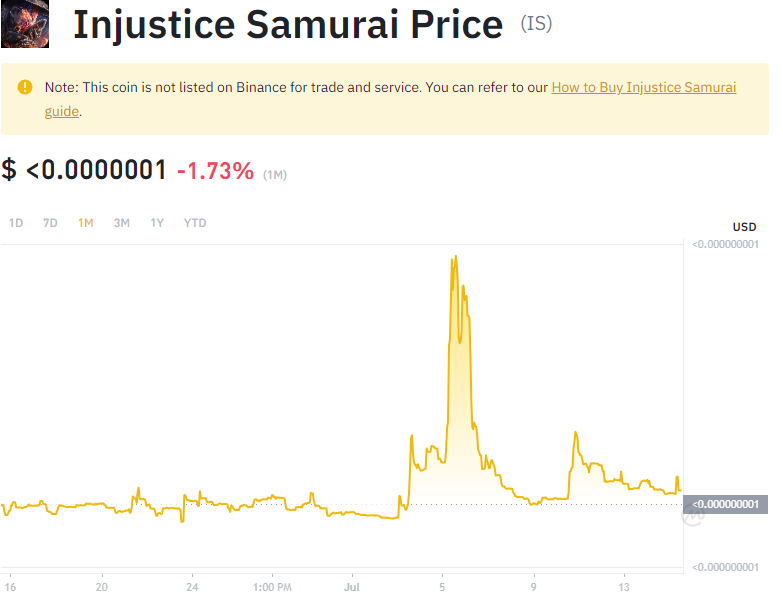 Injustice Samurai Price (IS)
Note: This coin is not listed on Binance for trade and service. You can refer to our How to Buy Injustice Samurai
guide.
$ <0.0000001 -1.73% (1M)
1D 7D 1M 3M 1Y YTD
USD
<0.000000001
<0.000000001
<0.000000001
16 20 24 1:00 PM Jul 5 9 13